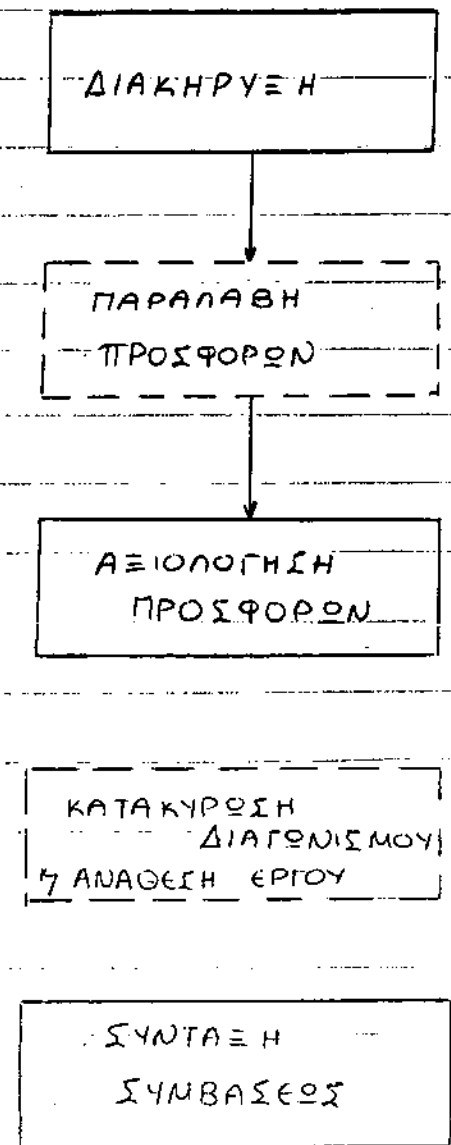 ΔΙΑΚΗΡΥΞΗ
ΠΑΡΑΛΑΒΗ
ΠΡΟΣΦΟΡΩΝ
ΑΞΙΟΛΟΓΗΣΗ
ΠΡΟΣΦΟΡΩΝ
ΚΑΤΑΚΥΡΩΣΗ
ΔΙΑΓΩΝΙΣΜΟΥ
ή ΑΝΑΘΕΣΗ ΕΡΓΟΥ
ΣΥΝΤΑΞΗ
ΣΥΜΒΑΣΕΩΣ